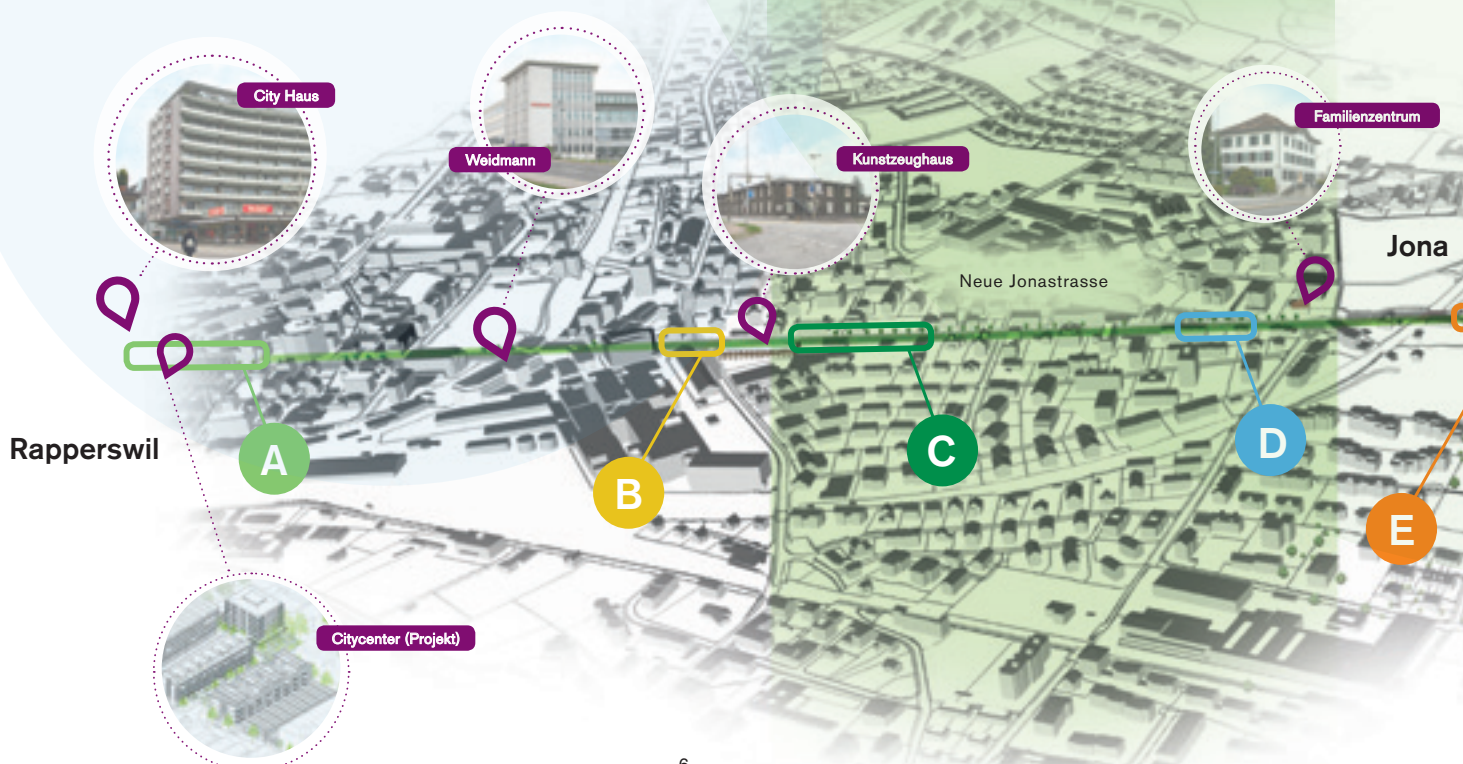 City Haus
Weidmann
Kunstzeughaus
Familienzentrum
Jona
Neue Jonastrasse
Rapperswil
A
B
C
D
E
Citycenter (Projekt)
6